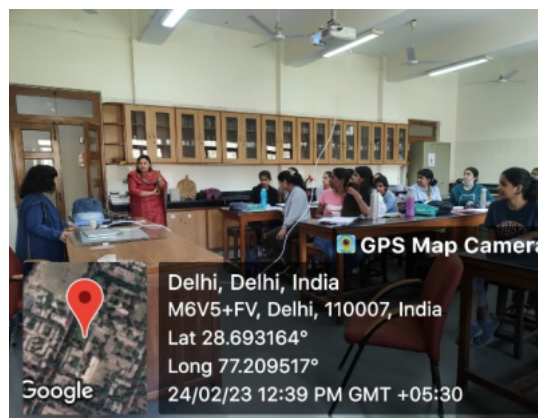 GPS Map Camera
Delhi, Delhi, India
M6V5+FV, Delhi, 110007, India
Lat 28.693164°
Long 77.209517°
24/02/23 12:39 PM GMT +05:30
Google